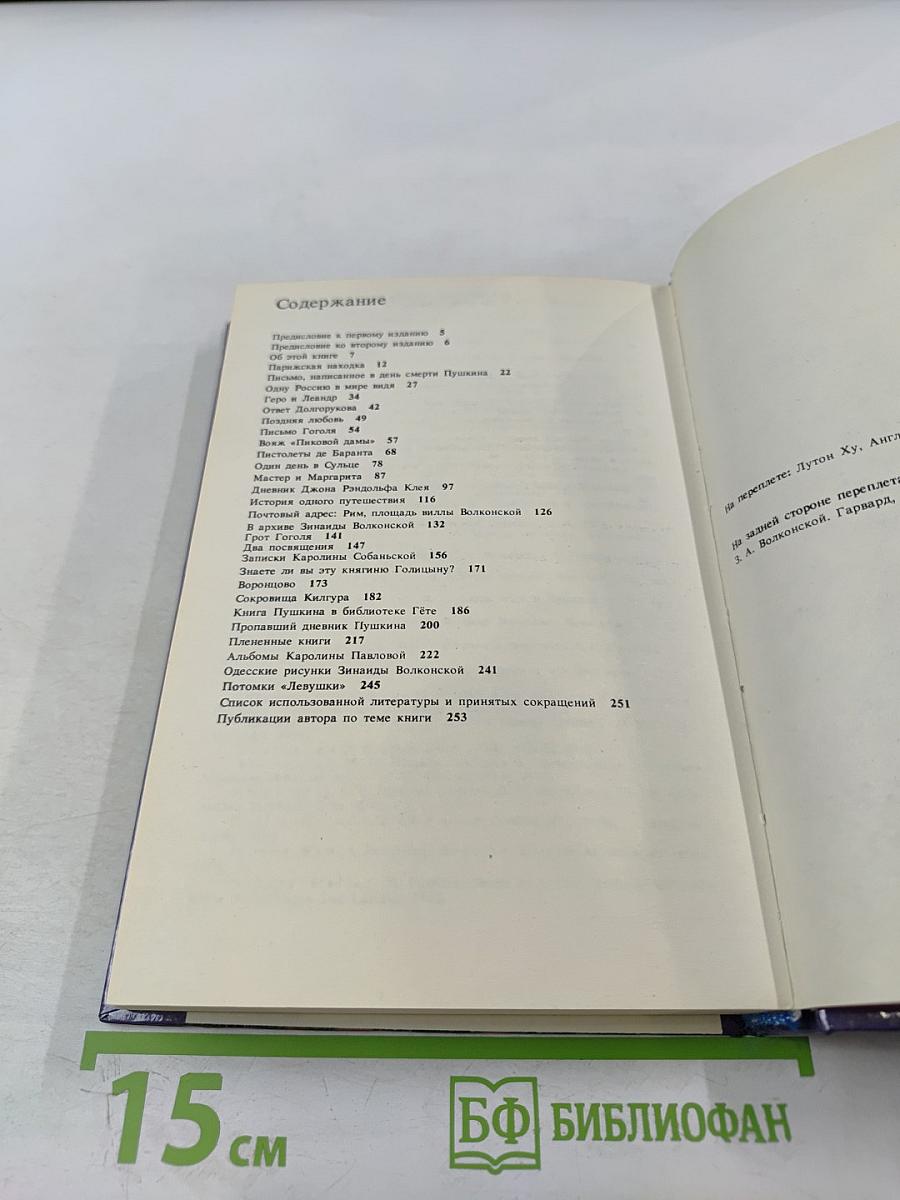 Содержание
Предисловие к первому изданию 5
Предисловие ко второму изданию 6
Об этой книге 7
Парижская находка 12
Письмо, написанное в день смерти Пушкина 22
Одну Россию в мире видя 27
Геро и Леандр 34
Ответ Долгорукова 42
Поздняя любовь 49
Письмо Гоголя 54
Вояж «Пиковой дамы» 57
Пистолеты де Баранта 68
Один день в Сульце 78
Мастер и Маргарита 87
Дневник Джона Рэндольфа Клея 97
История одного путешествия 116
Почтовый адрес: Рим, площадь виллы Волконской 126
В архиве Зинаиды Волконской 132
Грот Гоголя 141
Два посвящения 147
Записки Каролины Собаньской 156
Знаете ли вы эту княгиню Голицыну? 171
Воронцово 173
Сокровища Килгура 182
Книга Пушкина в библиотеке Гёте 186
Пропавший дневник Пушкина 200
Плененные книги 217
Альбомы Каролины Павловой 222
Одесские рисунки Зинаиды Волконской 241
Потомки «Левушки» 245
Список использованной литературы и принятых сокращений 251
Публикации автора по теме книги 253
На переплете: Лутон Ху, Англ
На задней стороне переплета
З. А. Волконской. Гарвард,
15 см
БФ БИБЛИОФАН